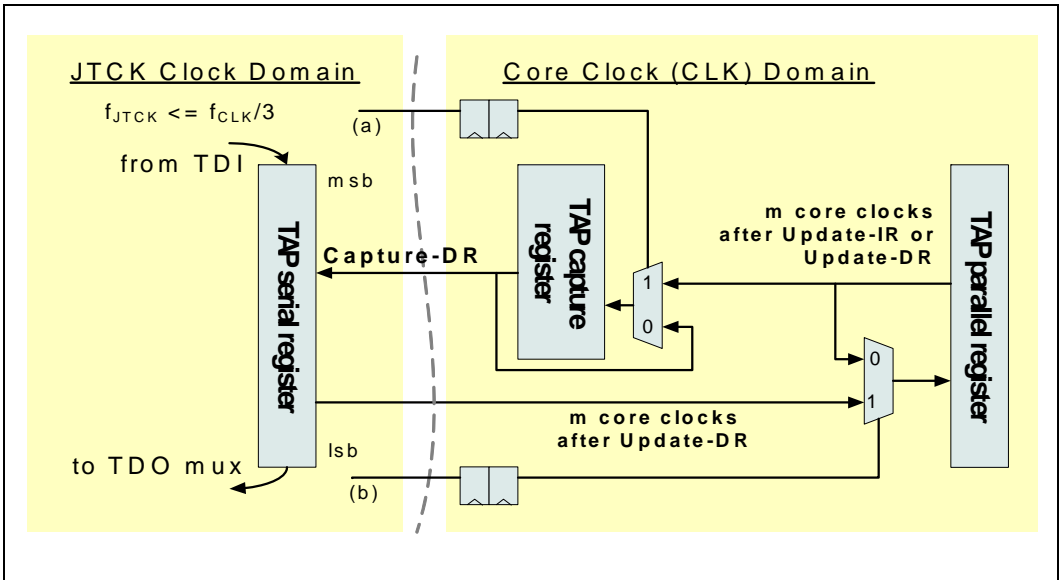 JTCK Clock Domain
Core Clock (CLK) Domain
fJTCK <= fCLK/3
(a)
from TDI
msb
TAP serial register
Capture-DR
TAP capture
register
1
0
m core clocks
after Update-IR or
Update-DR
TAP parallel register
0
1
m core clocks
after Update-DR
lsb
to TDO mux
(b)